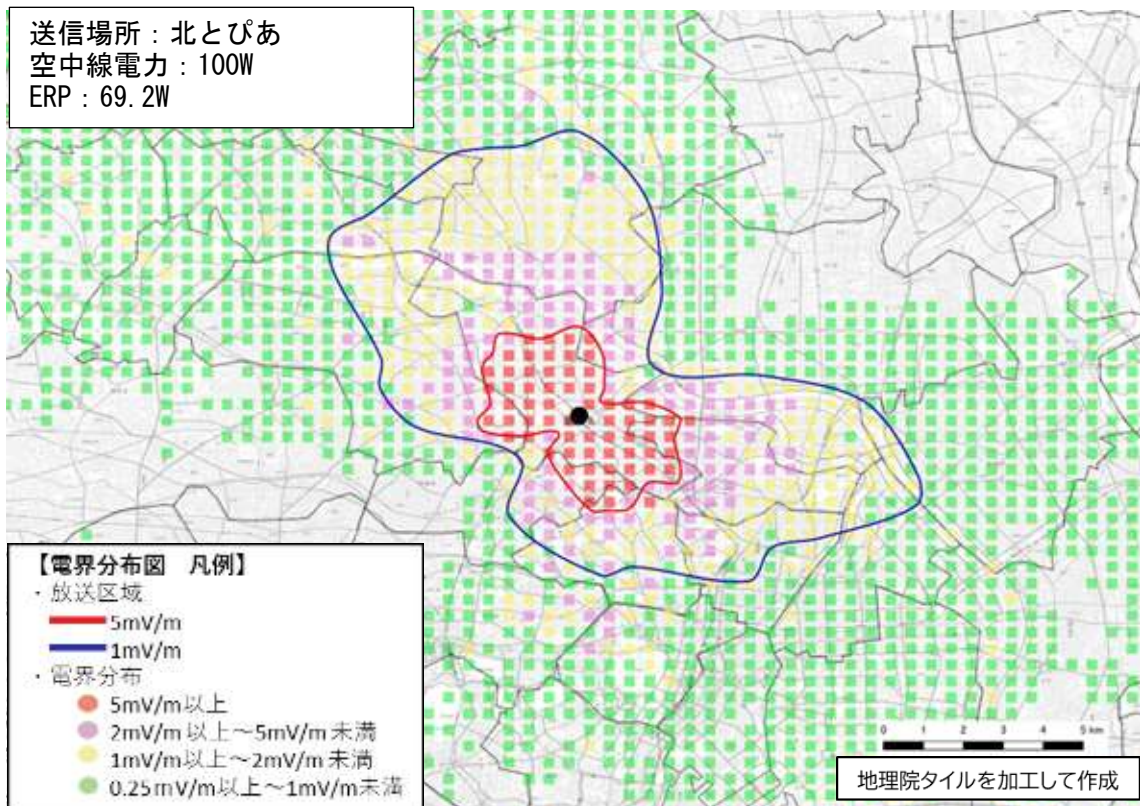 送信場所:北とぴあ
空中線電力:100W
ERP:69.2W
【電界分布図 凡例】
・放送区域
5mV/m
1mV/m
・電界分布
5mV/m以上
2mV/m以上~5mV/m未満
1mV/m以上~2mV/m未満
0.25mV/m以上~1mV/m未満
0 1 2 3 4 5 km
地理院タイルを加工して作成